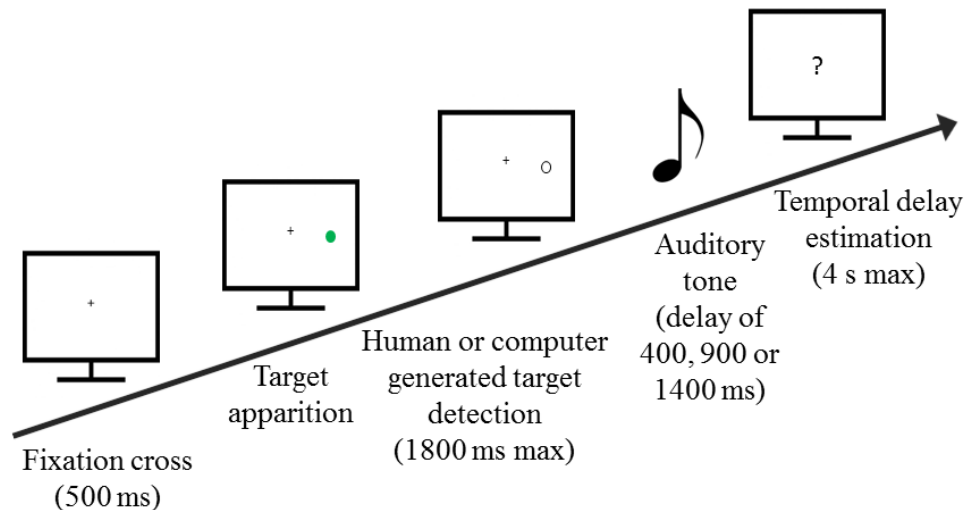 +
+
+
?
Fixation cross
(500 ms)
Target
apparition
Human or computer
generated target
detection
(1800 ms max)
Auditory
tone
(delay of
400, 900 or
1400 ms)
Temporal delay
estimation
(4 s max)